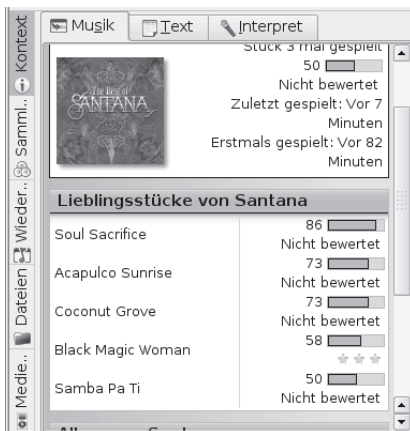 Musik Text Interpret
Stück 3 mal gespielt
50
Nicht bewertet
Zuletzt gespielt: Vor 7
Minuten
Erstmals gespielt: Vor 82
Minuten
The Best of
SANTANA
Lieblingsstücke von Santana
Soul Sacrifice
86
Nicht bewertet
Acapulco Sunrise
73
Nicht bewertet
Coconut Grove
73
Nicht bewertet
Black Magic Woman
58
Samba Pa Ti
50
Nicht bewertet
Kontext
Samml..
Wieder..
Dateien
Medie..